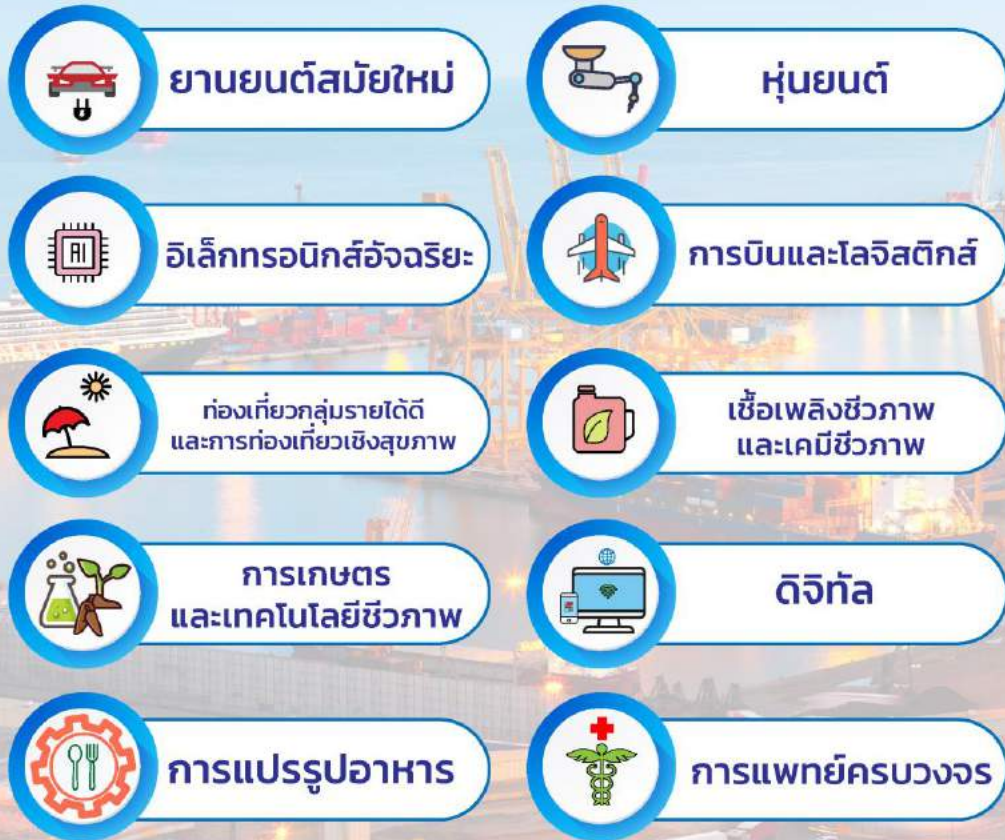 ยานยนต์สมัยใหม่
หุ่นยนต์
AI
อิเล็กทรอนิกส์อัจฉริยะ
การบินและโลจิสติกส์
ท่องเที่ยวกลุ่มรายได้ดี
และการท่องเที่ยวเชิงสุขภาพ
เชื้อเพลิงชีวภาพ
และเคมีชีวภาพ
การเกษตร
และเทคโนโลยีชีวภาพ
ดิจิทัล
การแปรรูปอาหาร
การแพทย์ครบวงจร